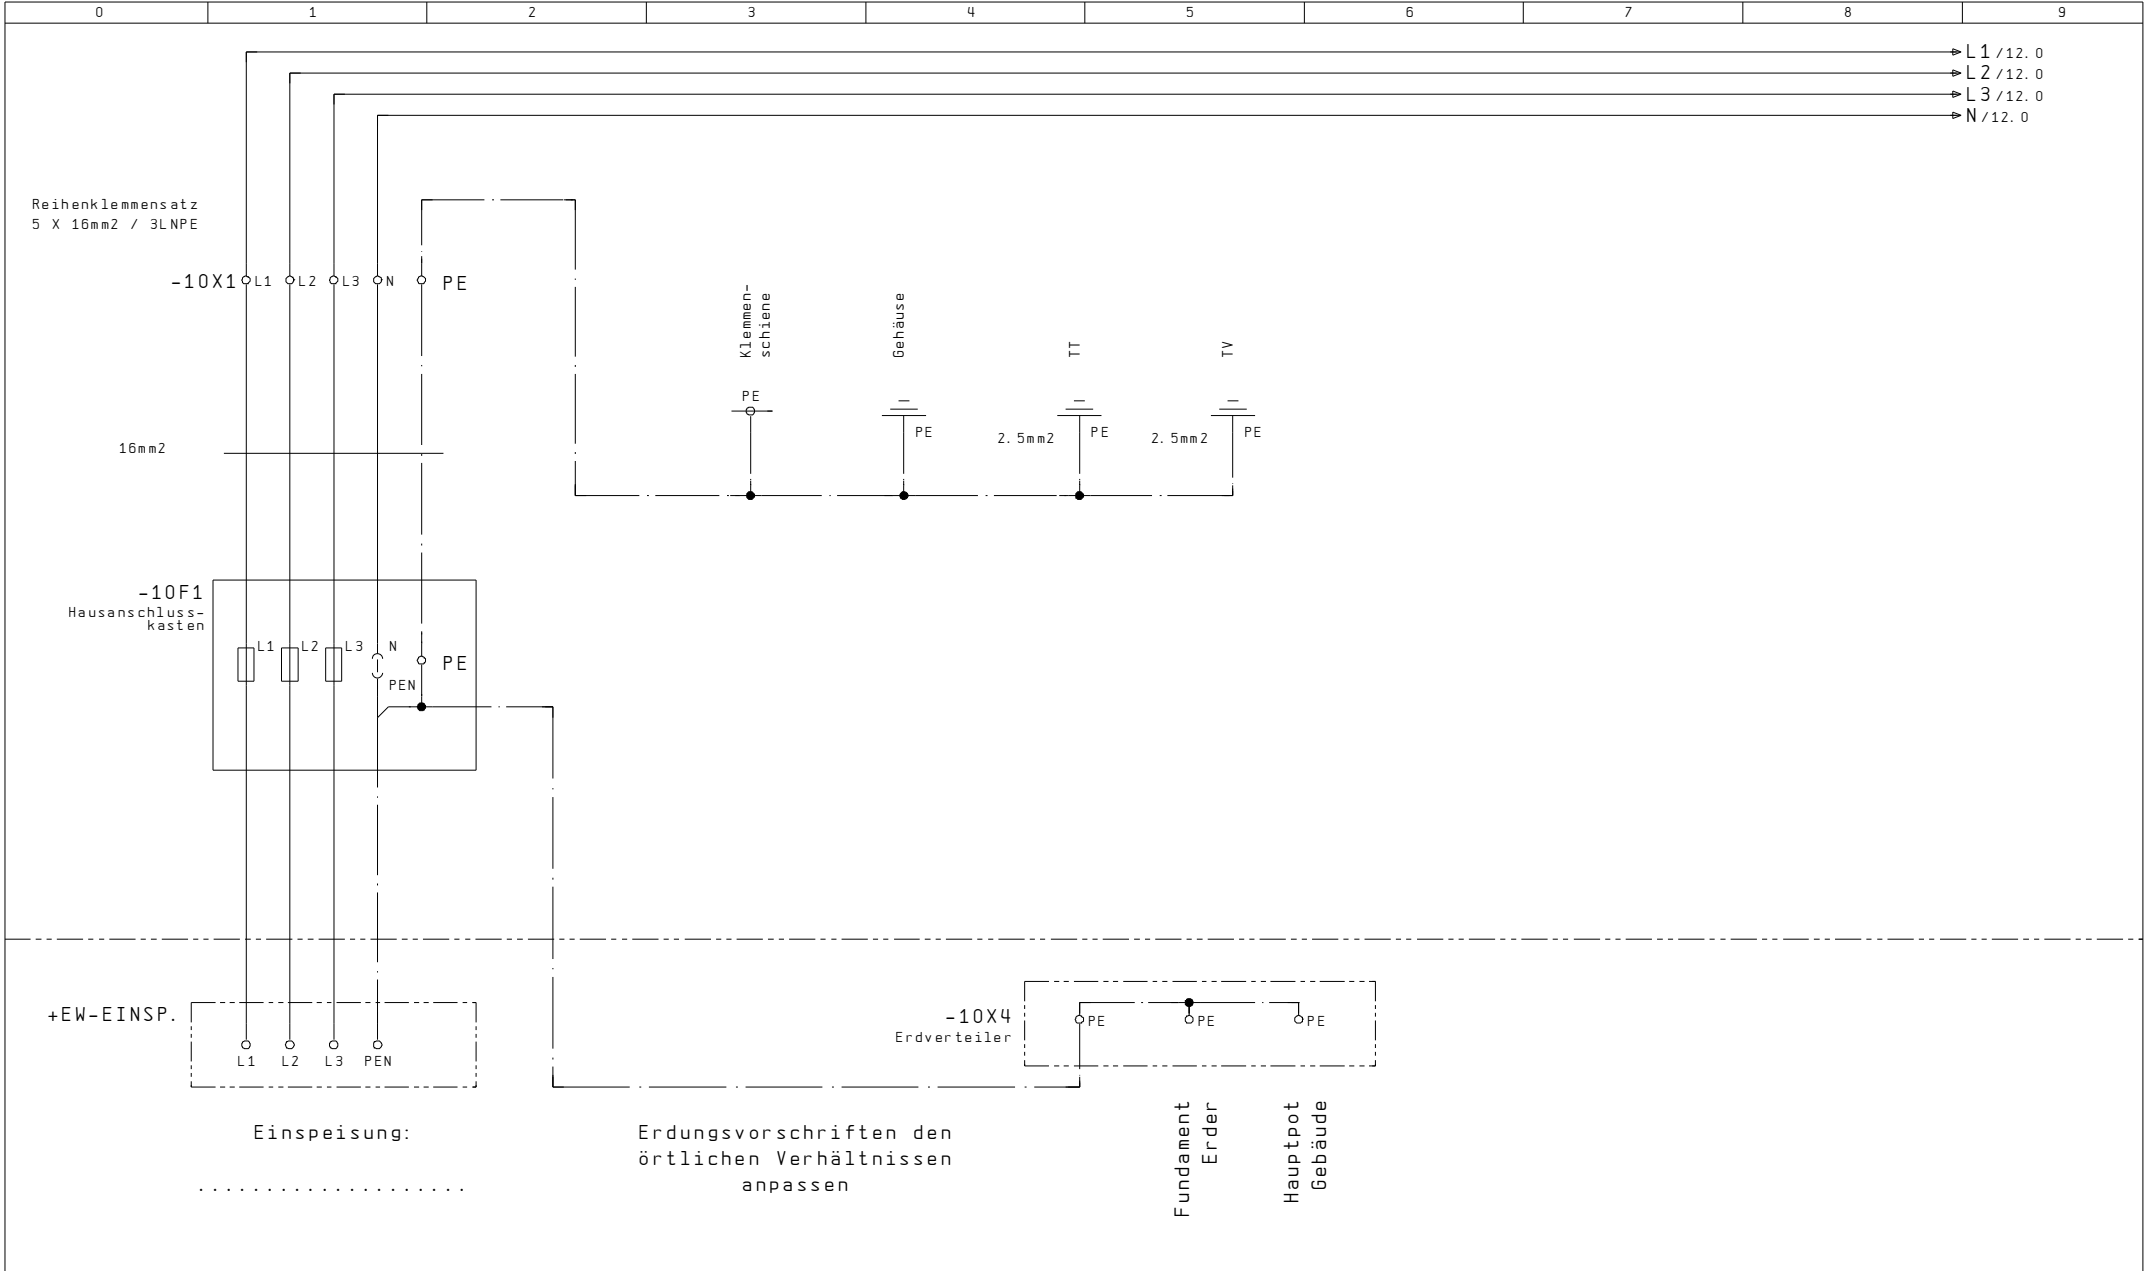 0 1 2 3 4 5 6 7 8 9
L1/12.0
L2/12.0
L3/12.0
N/12.0
Reihenklemmensatz
5 X 16mm2 / 3LNPE
-10X1 L1 L2 L3 N PE
Klemmen-
schiene
Gehäuse
TT
TV
PE
PE
2.5mm2 PE
2.5mm2 PE
16mm2
-10F1
Hausanschluss-
kasten
L1 L2 L3 N PE
PEN
+EW-EINSP.
L1 L2 L3 PEN
-10X4
Erdverteiler
PE PE PE
Einspeisung:
....................
Erdungsvorschriften den
örtlichen Verhältnissen
anpassen
Fundament
Erder
Hauptpot
Gebäude